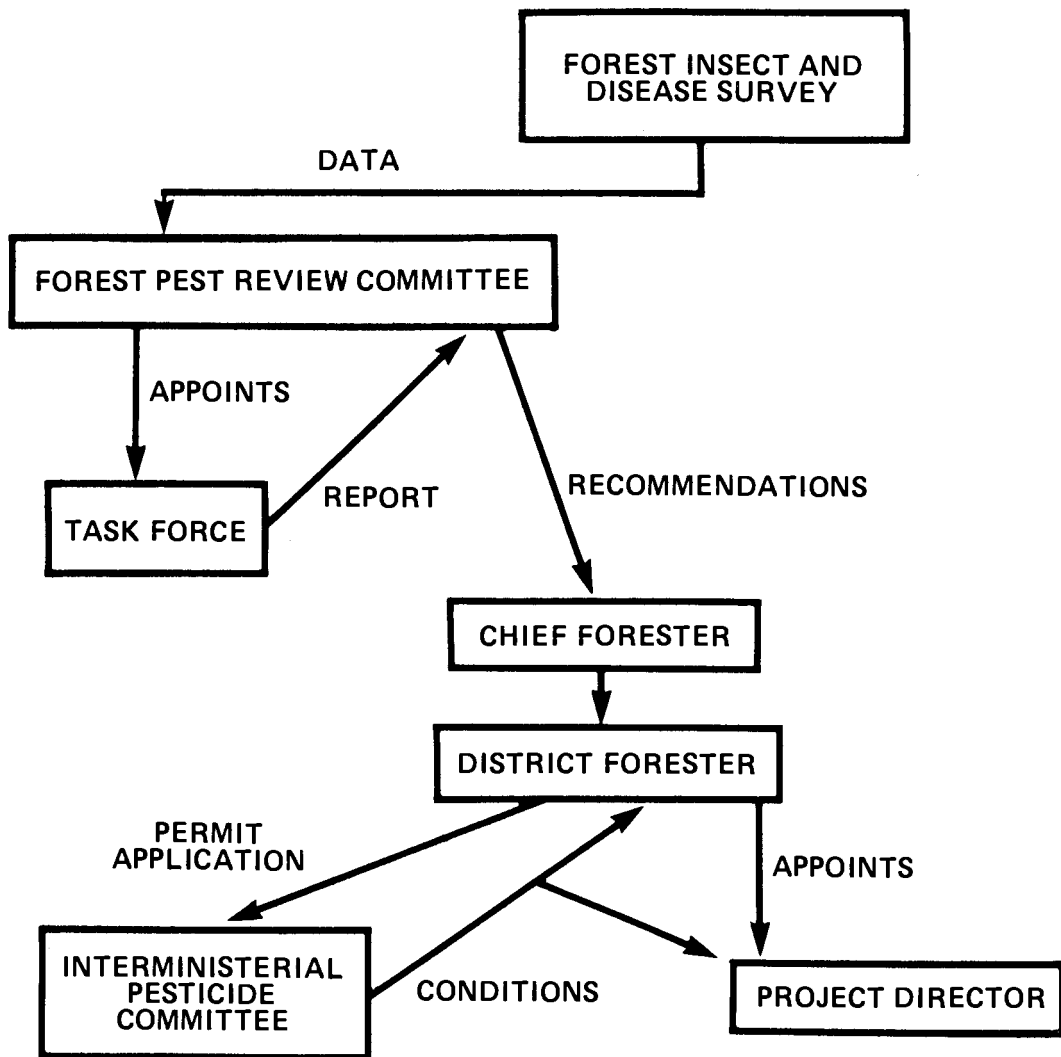 FOREST INSECT AND
DISEASE SURVEY
DATA
FOREST PEST REVIEW COMMITTEE
APPOINTS
REPORT
RECOMMENDATIONS
TASK FORCE
CHIEF FORESTER
DISTRICT FORESTER
PERMIT
APPLICATION
APPOINTS
INTERMINISTERIAL
PESTICIDE
COMMITTEE
CONDITIONS
PROJECT DIRECTOR